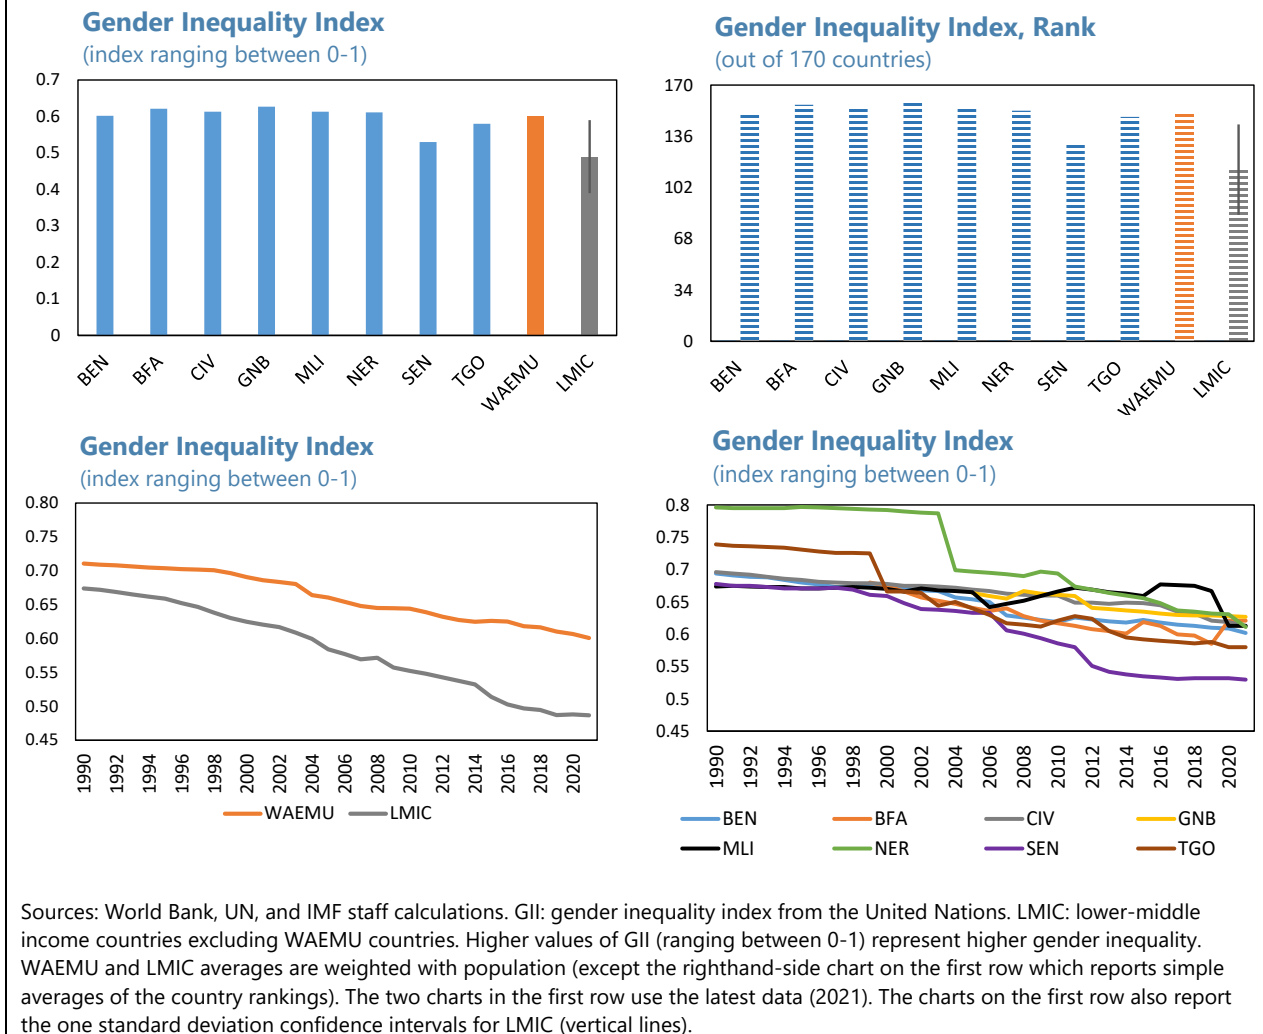 Gender Inequality Index
(index ranging between 0-1)
0.7
0.6
0.5
0.4
0.3
0.2
0.1
0
BEN
BFA
CIV
GNB
MLI
NER
SEN
TGO
WAEMU
LMIC
Gender Inequality Index, Rank
(out of 170 countries)
170
136
102
68
34
0
BEN
BFA
CIV
GNB
MLI
NER
SEN
TGO
WAEMU
LMIC
Gender Inequality Index
(index ranging between 0-1)
0.80
0.75
0.70
0.65
0.60
0.55
0.50
0.45
1990
1992
1994
1996
1998
2000
2002
2004
2006
2008
2010
2012
2014
2016
2018
2020
WAEMU
LMIC
Gender Inequality Index
(index ranging between 0-1)
0.8
0.75
0.7
0.65
0.6
0.55
0.5
0.45
1990
1992
1994
1996
1998
2000
2002
2004
2006
2008
2010
2012
2014
2016
2018
2020
BEN
BFA
CIV
GNB
MLI
NER
SEN
TGO
Sources: World Bank, UN, and IMF staff calculations. GII: gender inequality index from the United Nations. LMIC: lower-middle
income countries excluding WAEMU countries. Higher values of GII (ranging between 0-1) represent higher gender inequality.
WAEMU and LMIC averages are weighted with population (except the righthand-side chart on the first row which reports simple
averages of the country rankings). The two charts in the first row use the latest data (2021). The charts on the first row also report
the one standard deviation confidence intervals for LMIC (vertical lines).